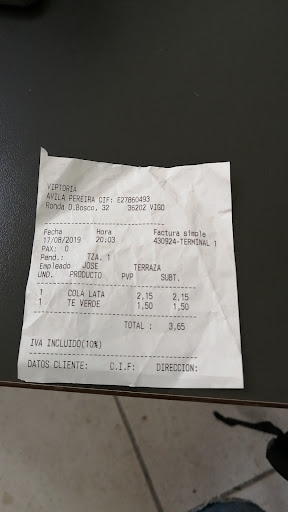 VIPTORIA
AVILA PEREIRA CIF: E27860493
Ronda D.Bosco, 32 36202 VIGO
Fecha Hora Factura simple
17/08/2019 20:03 430924-TERMINAL 1
PAX: 0
Pend.: TZA. 1
Empleado JOSE TERRAZA
UND. PRODUCTO PVP SUBT.
1 COLA LATA 2,15 2,15
1 TE VERDE 1,50 1,50
TOTAL : 3,65
IVA INCLUIDO(10%)
DATOS CLIENTE: C.I.F: DIRECCION: